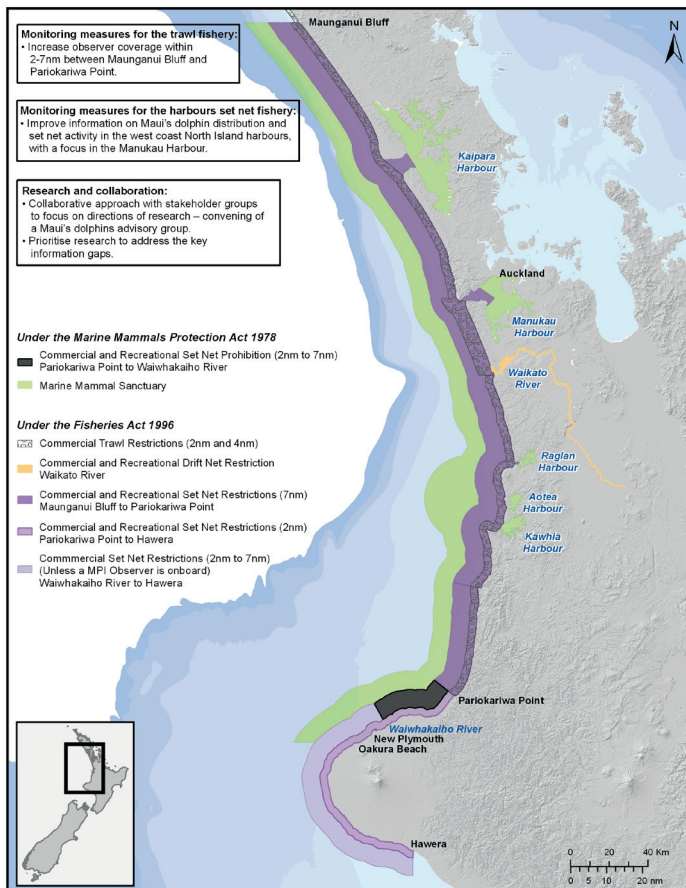 Maunganui Bluff
N
Monitoring measures for the trawl fishery:
• Increase observer coverage within
2-7nm between Maunganui Bluff and
Pariokariwa Point.
Monitoring measures for the harbours set net fishery:
• Improve information on Maui's dolphin distribution and
set net activity in the west coast North Island harbours,
with a focus in the Manukau Harbour.
Research and collaboration:
• Collaborative approach with stakeholder groups
to focus on directions of research – convening of
a Maui's dolphins advisory group.
• Prioritise research to address the key
information gaps.
Kaipara
Harbour
Auckland
Manukau
Harbour
Waikato
River
Raglan
Harbour
Aotea
Harbour
Kawhia
Harbour
Under the Marine Mammals Protection Act 1978
Commercial and Recreational Set Net Prohibition (2nm to 7nm)
Pariokariwa Point to Waiwhakaiho River
Marine Mammal Sanctuary
Under the Fisheries Act 1996
Commercial Trawl Restrictions (2nm and 4nm)
Commercial and Recreational Drift Net Restriction
Waikato River
Commercial and Recreational Set Net Restrictions (7nm)
Maunganui Bluff to Pariokariwa Point
Commercial and Recreational Set Net Restrictions (2nm)
Pariokariwa Point to Hawera
Commmercial Set Net Restrictions (2nm to 7nm)
(Unless a MPI Observer is onboard)
Waiwhakaiho River to Hawera
Pariokariwa Point
Waiwhakaiho River
New Plymouth
Oakura Beach
Hawera
0 20 40 Km
0 5 10 20 nm